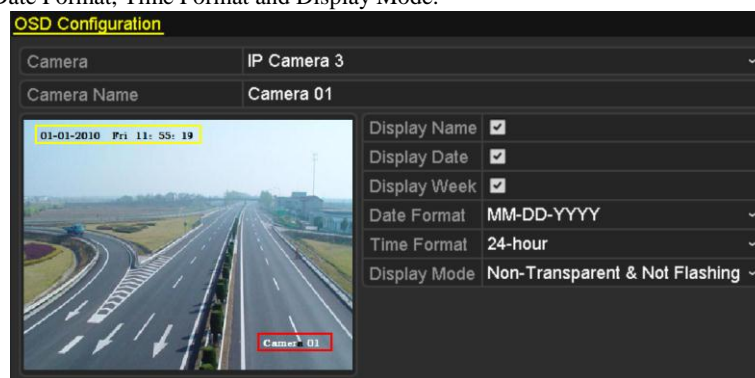 Date Format, Time Format and Display Mode.
OSD Configuration
Camera IP Camera 3
Camera Name Camera 01
01-01-2010 Fri 11: 55: 19
Camera 01
Display Name
Display Date
Display Week
Date Format MM-DD-YYYY
Time Format 24-hour
Display Mode Non-Transparent & Not Flashing